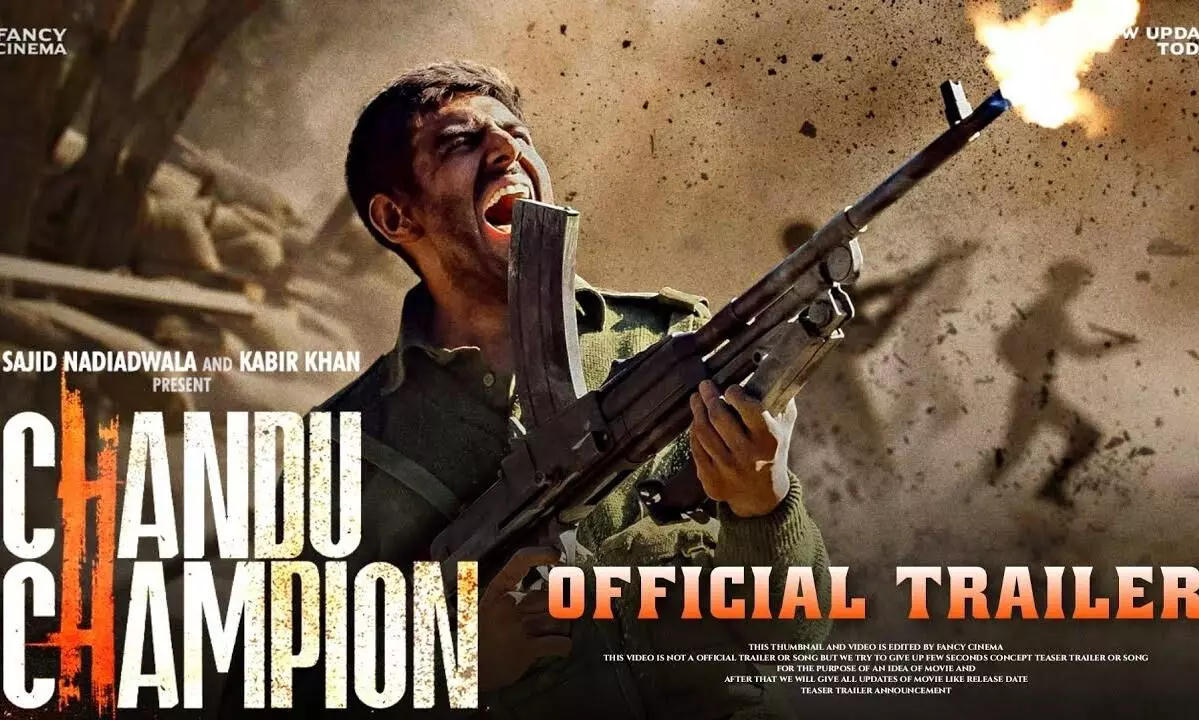 FANCY
CINEMA
W UPDA
TOD
SAJID NADIADWALA AND KABIR KHAN
PRESENT
CHANDU
CHAMPION
OFFICIAL TRAILER
THIS THUMBNAIL AND VIDEO IS EDITED BY FANCY CINEMA
THIS VIDEO IS NOT A OFFICIAL TRAILER OR SONG BUT WE TRY TO GIVE UP FEW SECONDS CONCEPT TEASER TRAILER OR SONG
FOR THE PURPOSE OF AN IDEA OF MOVIE AND
AFTER THAT WE WILL GIVE ALL UPDATES OF MOVIE LIKE RELEASE DATE
TEASER TRAILER ANNOUNCEMENT